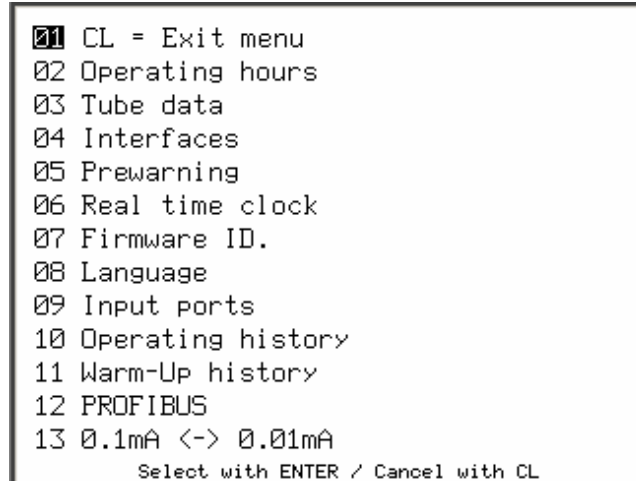 01 CL = Exit menu
02 Operating hours
03 Tube data
04 Interfaces
05 Prewarning
06 Real time clock
07 Firmware ID.
08 Language
09 Input ports
10 Operating history
11 Warm-Up history
12 PROFIBUS
13 0.1mA <-> 0.01mA
Select with ENTER / Cancel with CL